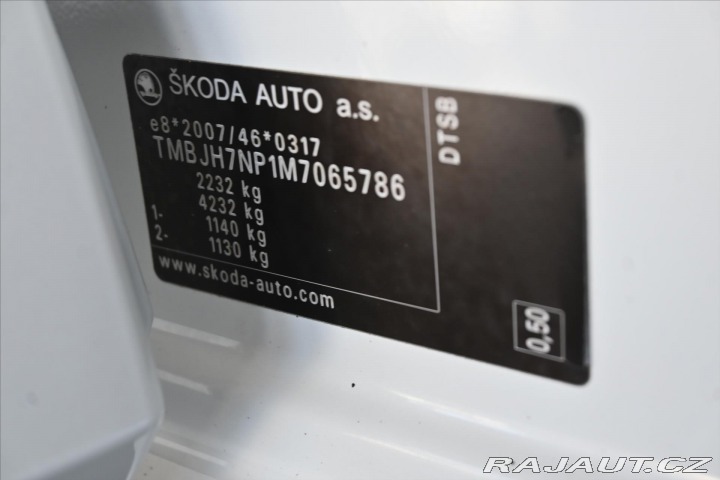 ŠKODA AUTO a.s.
e8*2007/46*0317
TMBJH7NP1M7065786
2232 kg
4232 kg
1- 1140 kg
2- 1130 kg
www.skoda-auto.com
DTSB
0,50
RAJAUT.CZ